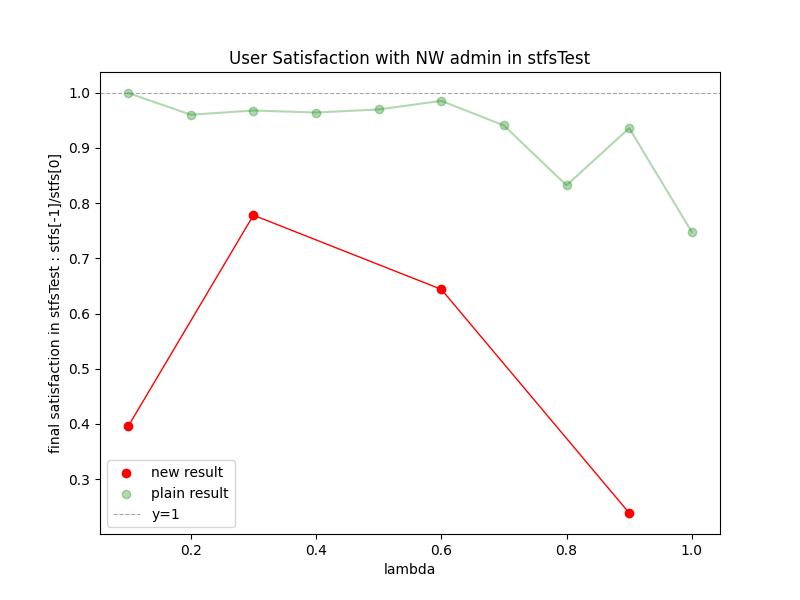 User Satisfaction with NW admin in stfsTest
final satisfaction in stfsTest : stfs[-1]/stfs[0]
1.0
0.9
0.8
0.7
0.6
0.5
0.4
0.3
new result
plain result
y=1
0.2 0.4 0.6 0.8 1.0
lambda